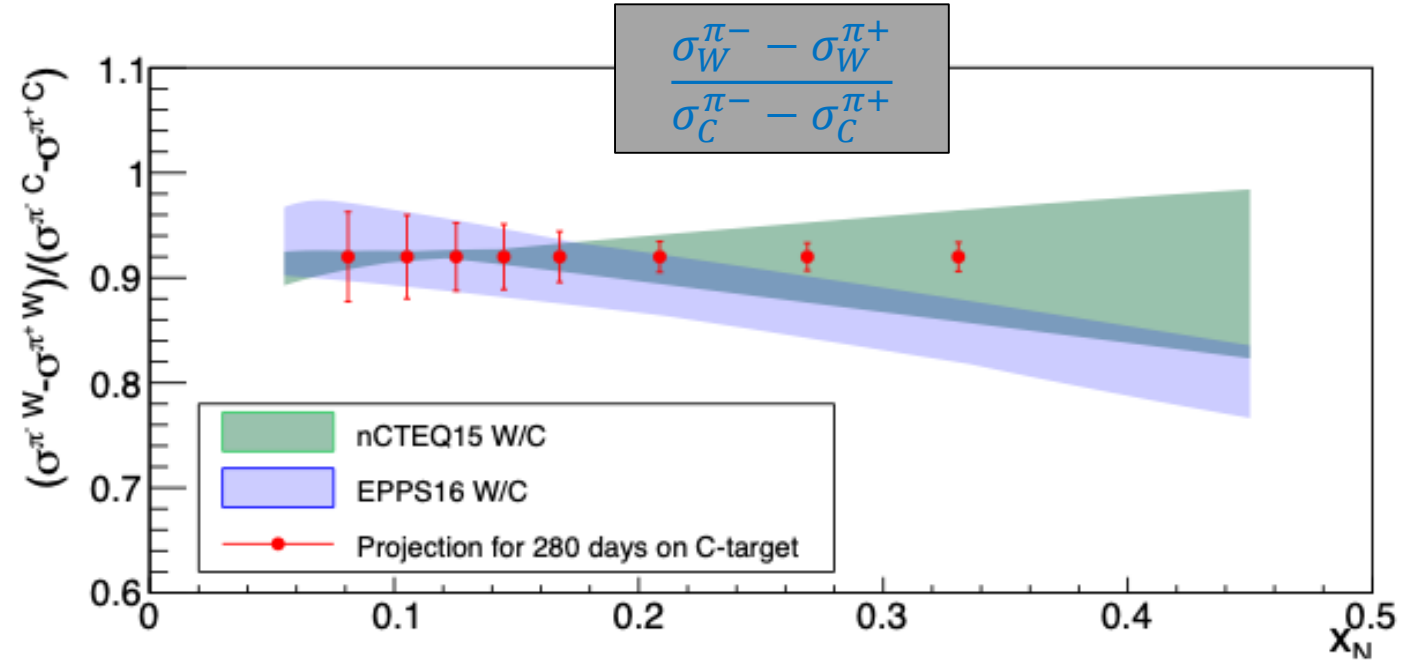 σ_W^{π−} − σ_W^{π+}
σ_C^{π−} − σ_C^{π+}
(σ^{π-}W-σ^{π+}W)/(σ^{π-}C-σ^{π+}C)
1.1
1
0.9
0.8
0.7
0.6
nCTEQ15 W/C
EPPS16 W/C
Projection for 280 days on C-target
0 0.1 0.2 0.3 0.4 0.5
x_N